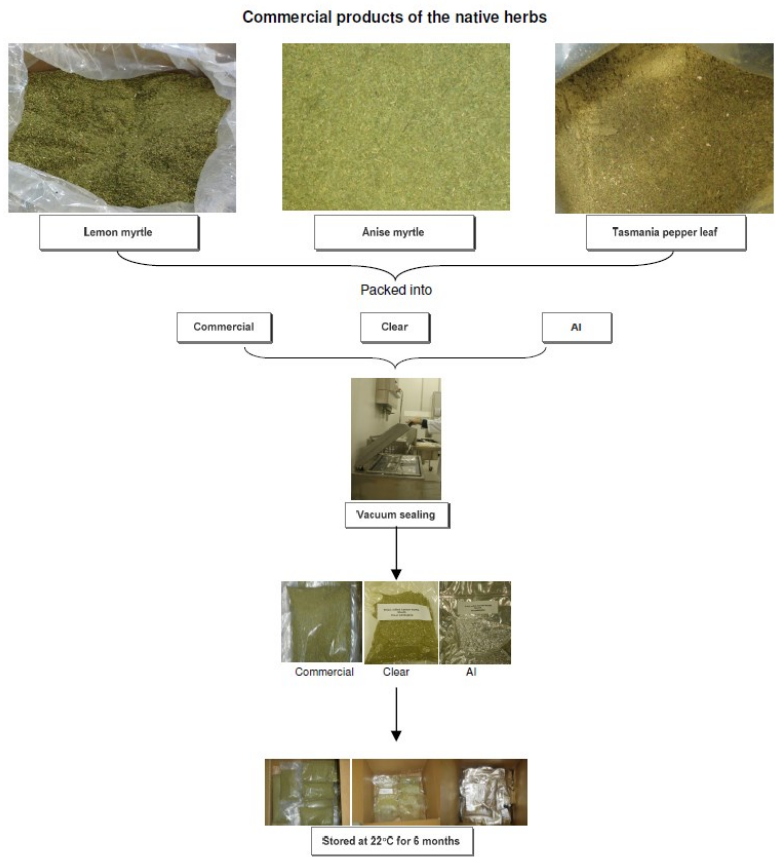 Commercial products of the native herbs
Lemon myrtle
Anise myrtle
Tasmania pepper leaf
Packed into
Commercial
Clear
Al
Vacuum sealing
Commercial
Clear
Al
Stored at 22°C for 6 months